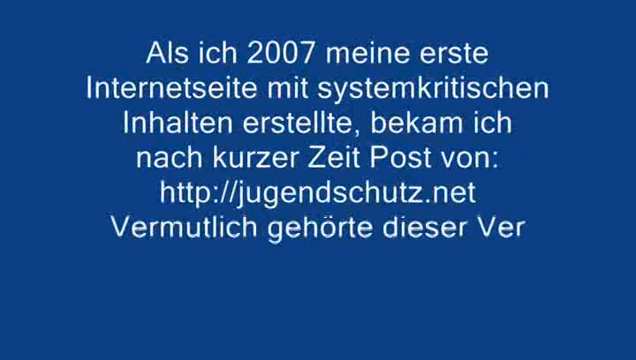 Als ich 2007 meine erste
Internetseite mit systemkritischen
Inhalten erstellte, bekam ich
nach kurzer Zeit Post von:
http://jugendschutz.net
Vermutlich gehörte dieser Ver